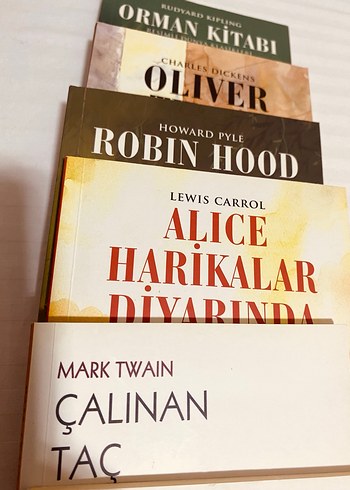 RUDYARD KIPLING
ORMAN KİTABI
CHARLES DICKENS
OLIVER
HOWARD PYLE
ROBIN HOOD
LEWIS CARROL
ALICE
HARİKALAR
DİYARINDA
MARK TWAIN
ÇALINAN
TAÇ